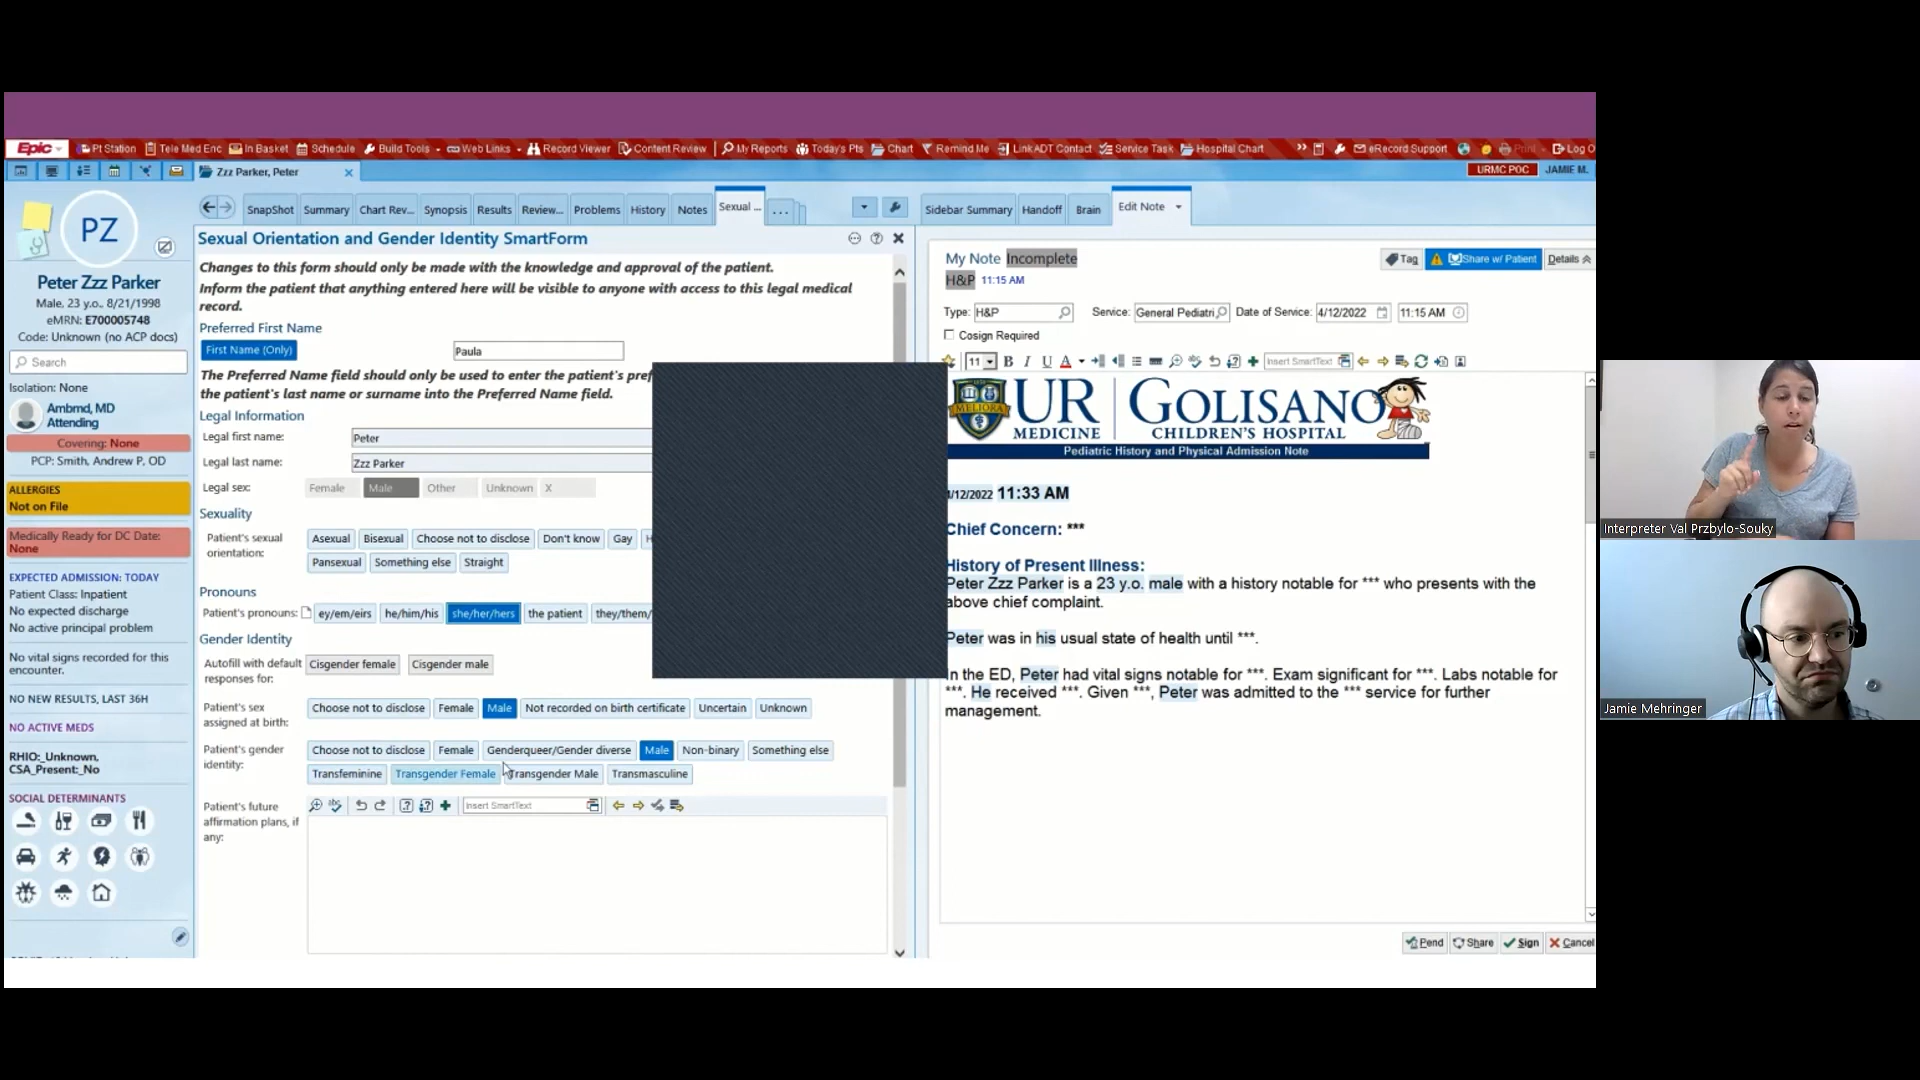 Epic
Pt Station
Tele Med Enc
In Basket
Schedule
Build Tools
Web Links
Record Viewer
Content Review
My Reports
Today's Pts
Chart
Remind Me
Link ADT Contact
Service Task
Hospital Chart
eRecord Support
Print
Log O
Zzz Parker, Peter
URMC POC
JAMIE M.
PZ
Peter Zzz Parker
Male, 23 y.o., 8/21/1998
eMRN: E700005748
Code: Unknown (no ACP docs)
Search
Isolation: None
Ambmd, MD
Attending
Covering: None
PCP: Smith, Andrew P, OD
ALLERGIES
Not on File
Medically Ready for DC Date:
None
EXPECTED ADMISSION: TODAY
Patient Class: Inpatient
No expected discharge
No active principal problem
No vital signs recorded for this
encounter.
NO NEW RESULTS, LAST 36H
NO ACTIVE MEDS
RHIO:_Unknown,
CSA_Present:_No
SOCIAL DETERMINANTS
SnapShot
Summary
Chart Rev...
Synopsis
Results
Review...
Problems
History
Notes
Sexual ...
...
Sexual Orientation and Gender Identity SmartForm
Changes to this form should only be made with the knowledge and approval of the patient.
Inform the patient that anything entered here will be visible to anyone with access to this legal medical
record.
Preferred First Name
First Name (Only)
Paula
The Preferred Name field should only be used to enter the patient's pref
the patient's last name or surname into the Preferred Name field.
Legal Information
Legal first name: Peter
Legal last name: Zzz Parker
Legal sex: Female Male Other Unknown X
Sexuality
Patient's sexual Asexual Bisexual Choose not to disclose Don't know Gay H
orientation: Pansexual Something else Straight
Pronouns
Patient's pronouns: ey/em/eirs he/him/his she/her/hers the patient they/them/
Gender Identity
Autofill with default Cisgender female Cisgender male
responses for:
Patient's sex Choose not to disclose Female Male Not recorded on birth certificate Uncertain Unknown
assigned at birth:
Patient's gender Choose not to disclose Female Genderqueer/Gender diverse Male Non-binary Something else
identity: Transfeminine Transgender Female Transgender Male Transmasculine
Patient's future
affirmation plans, if
any:
Insert SmartText
Sidebar Summary
Handoff
Brain
Edit Note
My Note Incomplete
Tag
Share w/ Patient
Details
H&P 11:15 AM
Type: H&P Service: General Pediatri Date of Service: 4/12/2022 11:15 AM
Cosign Required
11 B I U A Insert SmartText
MELIORA
UR
MEDICINE
GOLISANO
CHILDREN'S HOSPITAL
Pediatric History and Physical Admission Note
/12/2022 11:33 AM
Chief Concern: ***
History of Present Illness:
Peter Zzz Parker is a 23 y.o. male with a history notable for *** who presents with the
above chief complaint.
Peter was in his usual state of health until ***.
In the ED, Peter had vital signs notable for ***. Exam significant for ***. Labs notable for
***. He received ***. Given ***, Peter was admitted to the *** service for further
management.
Pend
Share
Sign
Cancel
Interpreter Val Przbylo-Souky
Jamie Mehringer